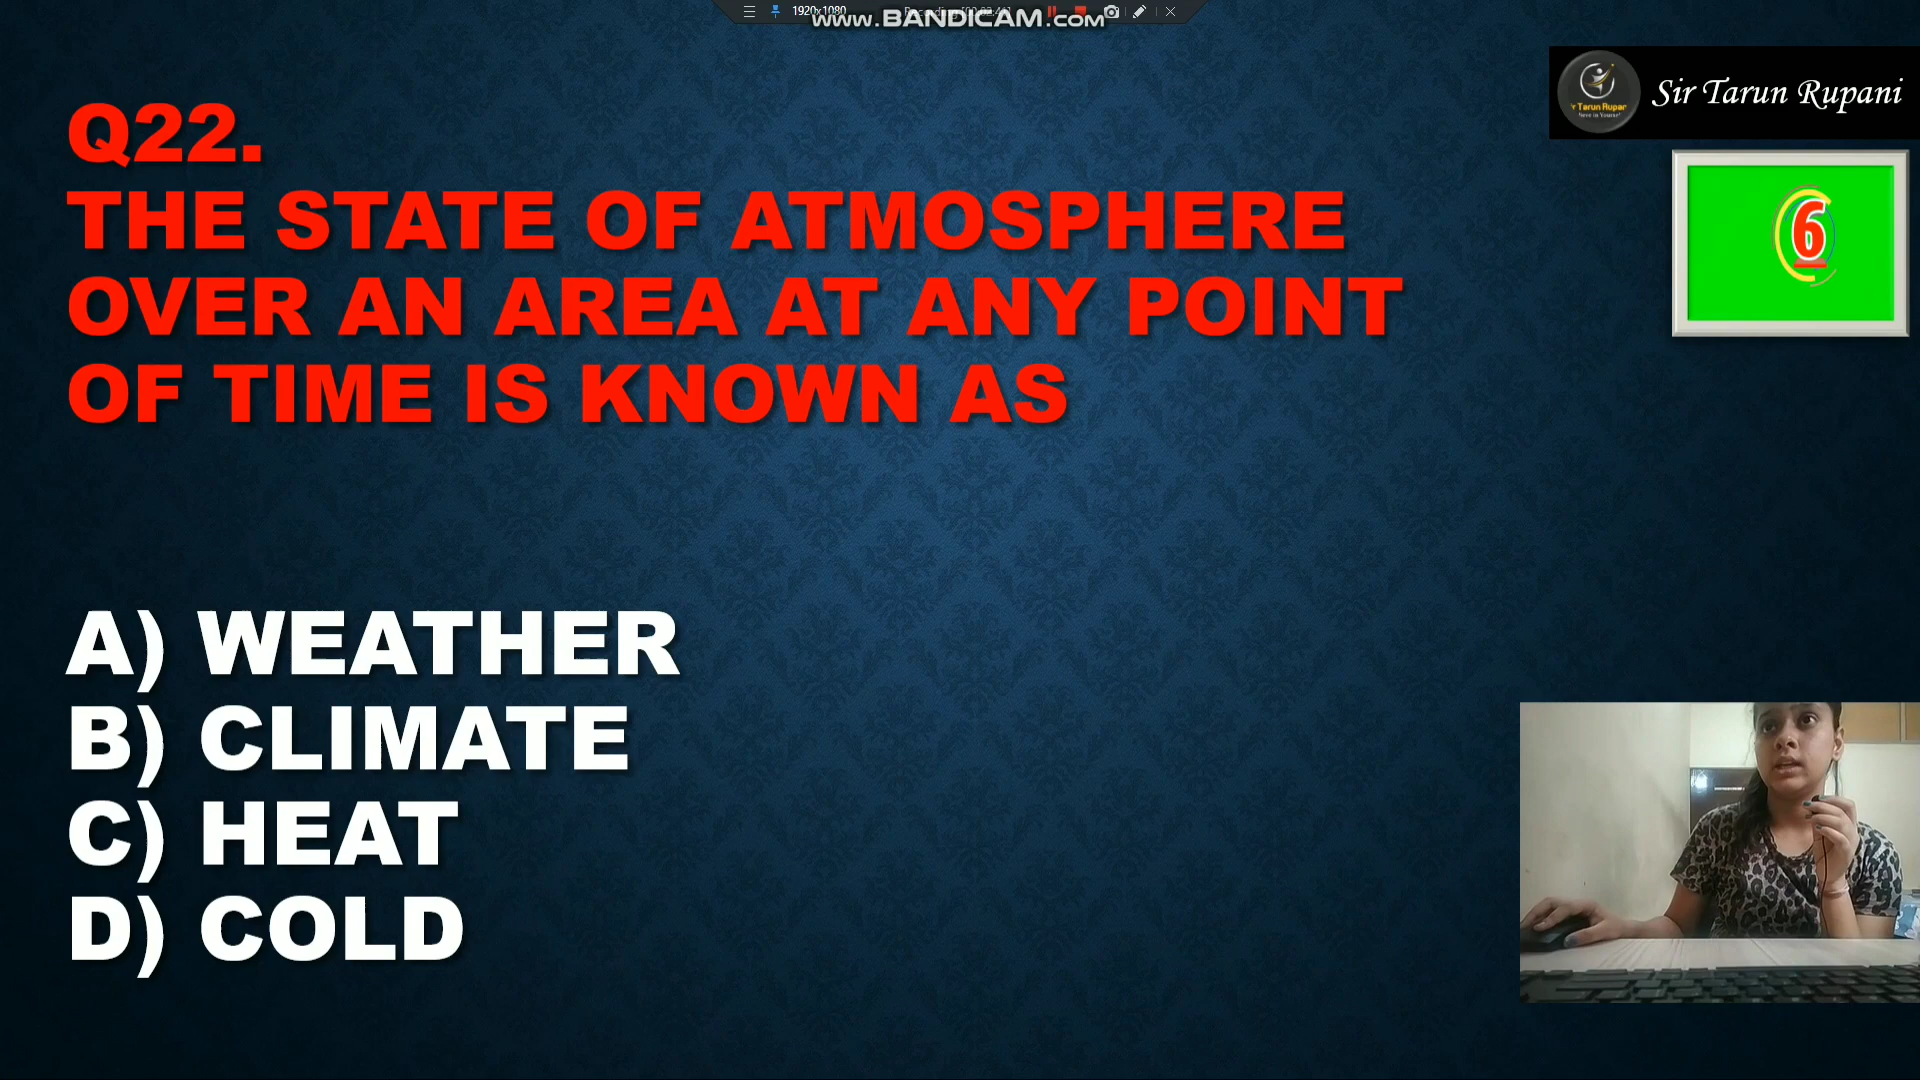 1920x1080
www.BANDICAM.COM
Sir Tarun Rupani
Q22.
6
THE STATE OF ATMOSPHERE
OVER AN AREA AT ANY POINT
OF TIME IS KNOWN AS
A) WEATHER
B) CLIMATE
C) HEAT
D) COLD